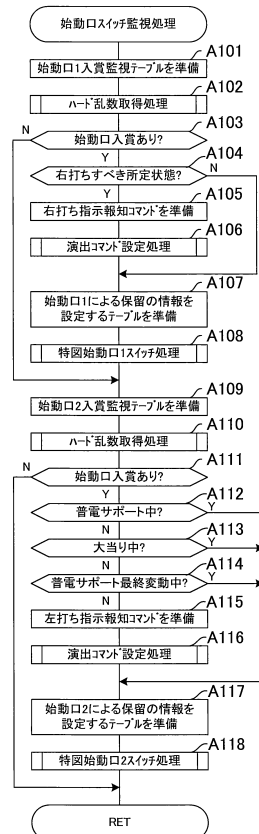 始動口スイッチ監視処理
A101
始動口1入賞監視テーブルを準備
A102
ハード乱数取得処理
A103
N
始動口入賞あり?
Y
A104
右打ちすべき所定状態?
N
Y
A105
右打ち指示報知コマンドを準備
A106
演出コマンド設定処理
A107
始動口1による保留の情報を
設定するテーブルを準備
A108
特図始動口1スイッチ処理
A109
始動口2入賞監視テーブルを準備
A110
ハード乱数取得処理
A111
N
始動口入賞あり?
Y
A112
普電サポート中?
Y
N
A113
大当り中?
Y
N
A114
普電サポート最終変動中?
Y
N
A115
左打ち指示報知コマンドを準備
A116
演出コマンド設定処理
A117
始動口2による保留の情報を
設定するテーブルを準備
A118
特図始動口2スイッチ処理
RET